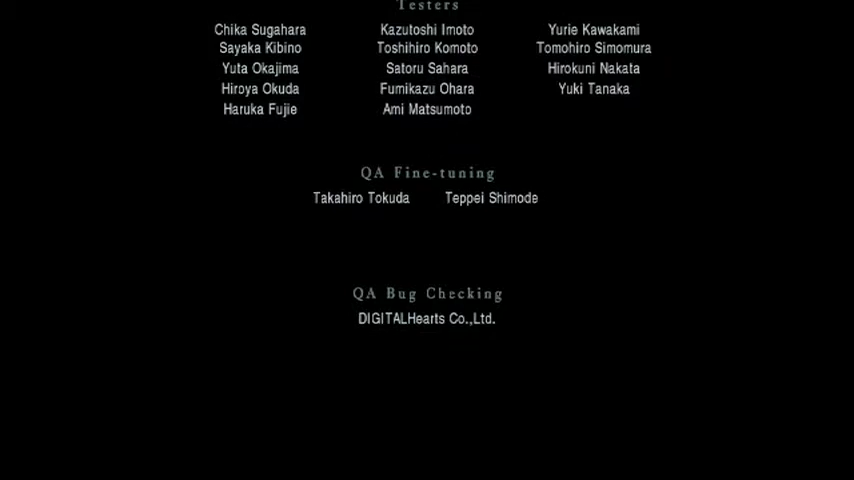 Testers
Chika Sugahara Kazutoshi Imoto Yurie Kawakami
Sayaka Kibino Toshihiro Komoto Tomohiro Simomura
Yuta Okajima Satoru Sahara Hirokuni Nakata
Hiroya Okuda Fumikazu Ohara Yuki Tanaka
Haruka Fujie Ami Matsumoto
QA Fine-tuning
Takahiro Tokuda Teppei Shimode
QA Bug Checking
DIGITALHearts Co.,Ltd.